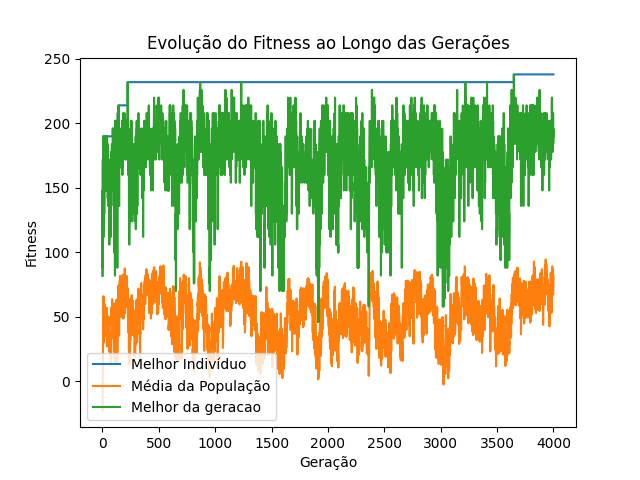 Evolução do Fitness ao Longo das Gerações
Fitness
250
200
150
100
50
0
Melhor Indivíduo
Média da População
Melhor da geracao
0 500 1000 1500 2000 2500 3000 3500 4000
Geração